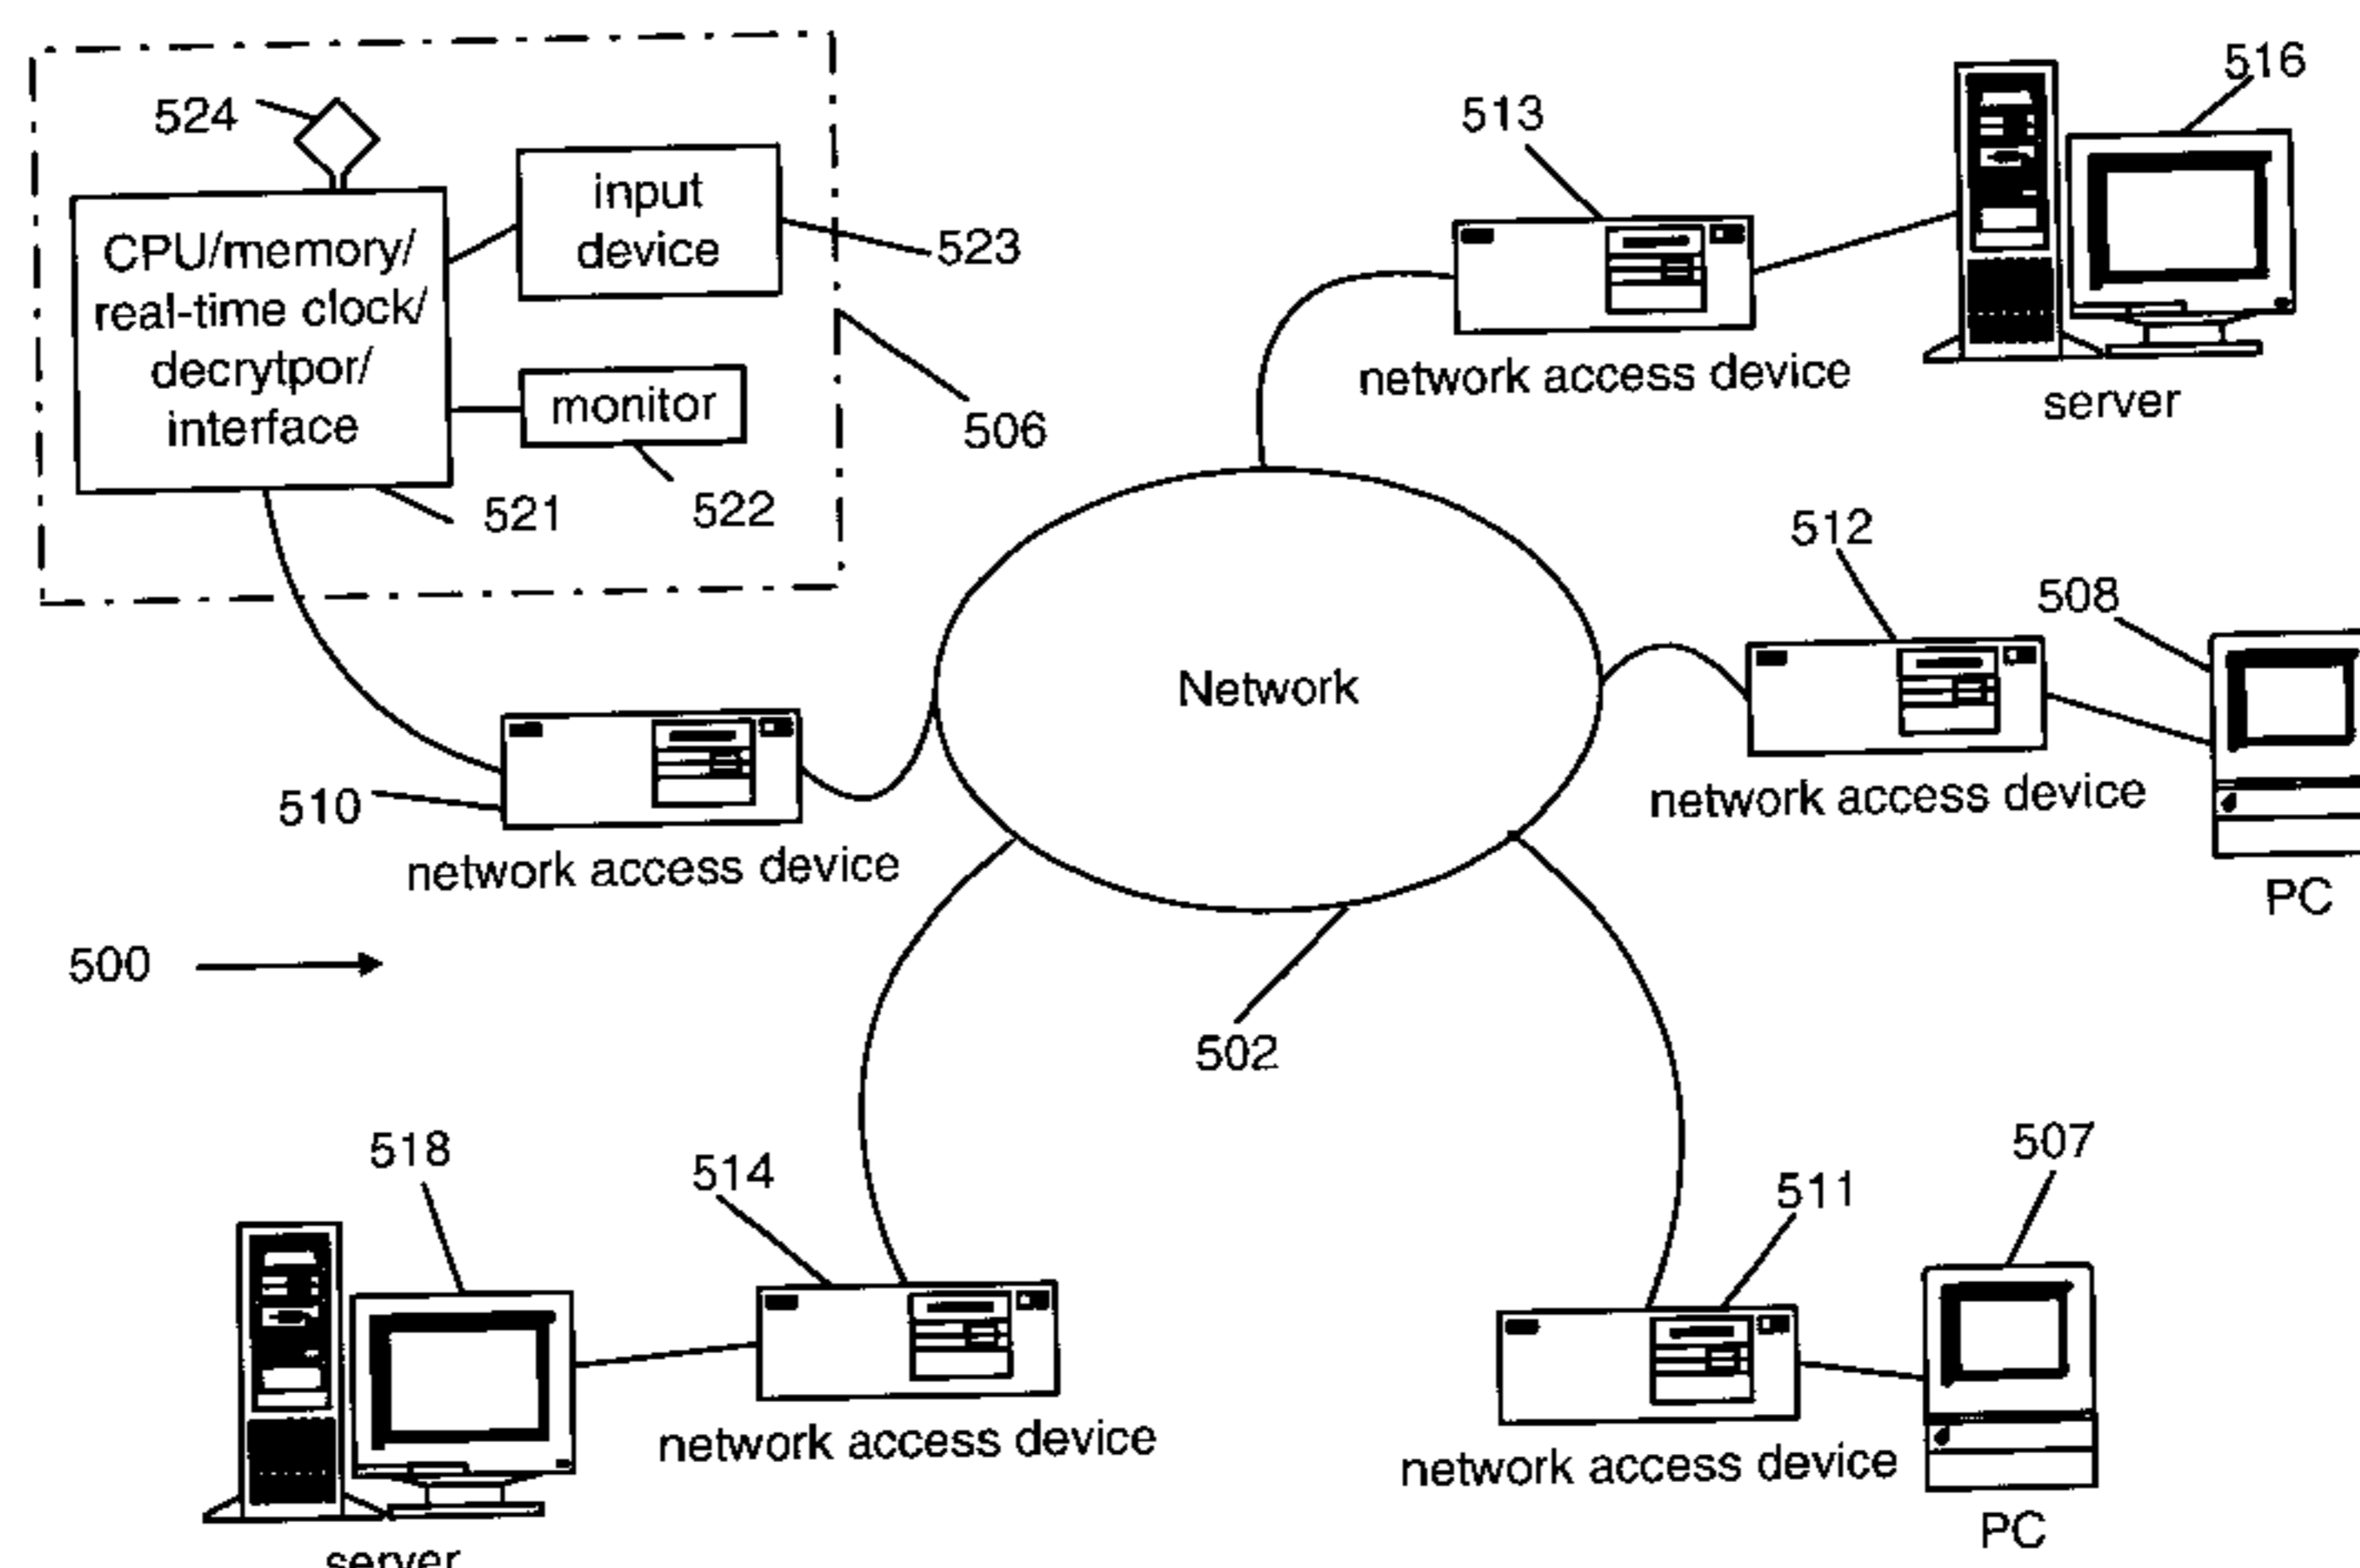 524
input
device
523
CPU/memory/
real-time clock/
decrytpor/
interface
monitor
506
521
522
513
516
network access device
server
512
508
Network
network access device
PC
510
network access device
500
502
518
514
511
507
network access device
network access device
PC
server